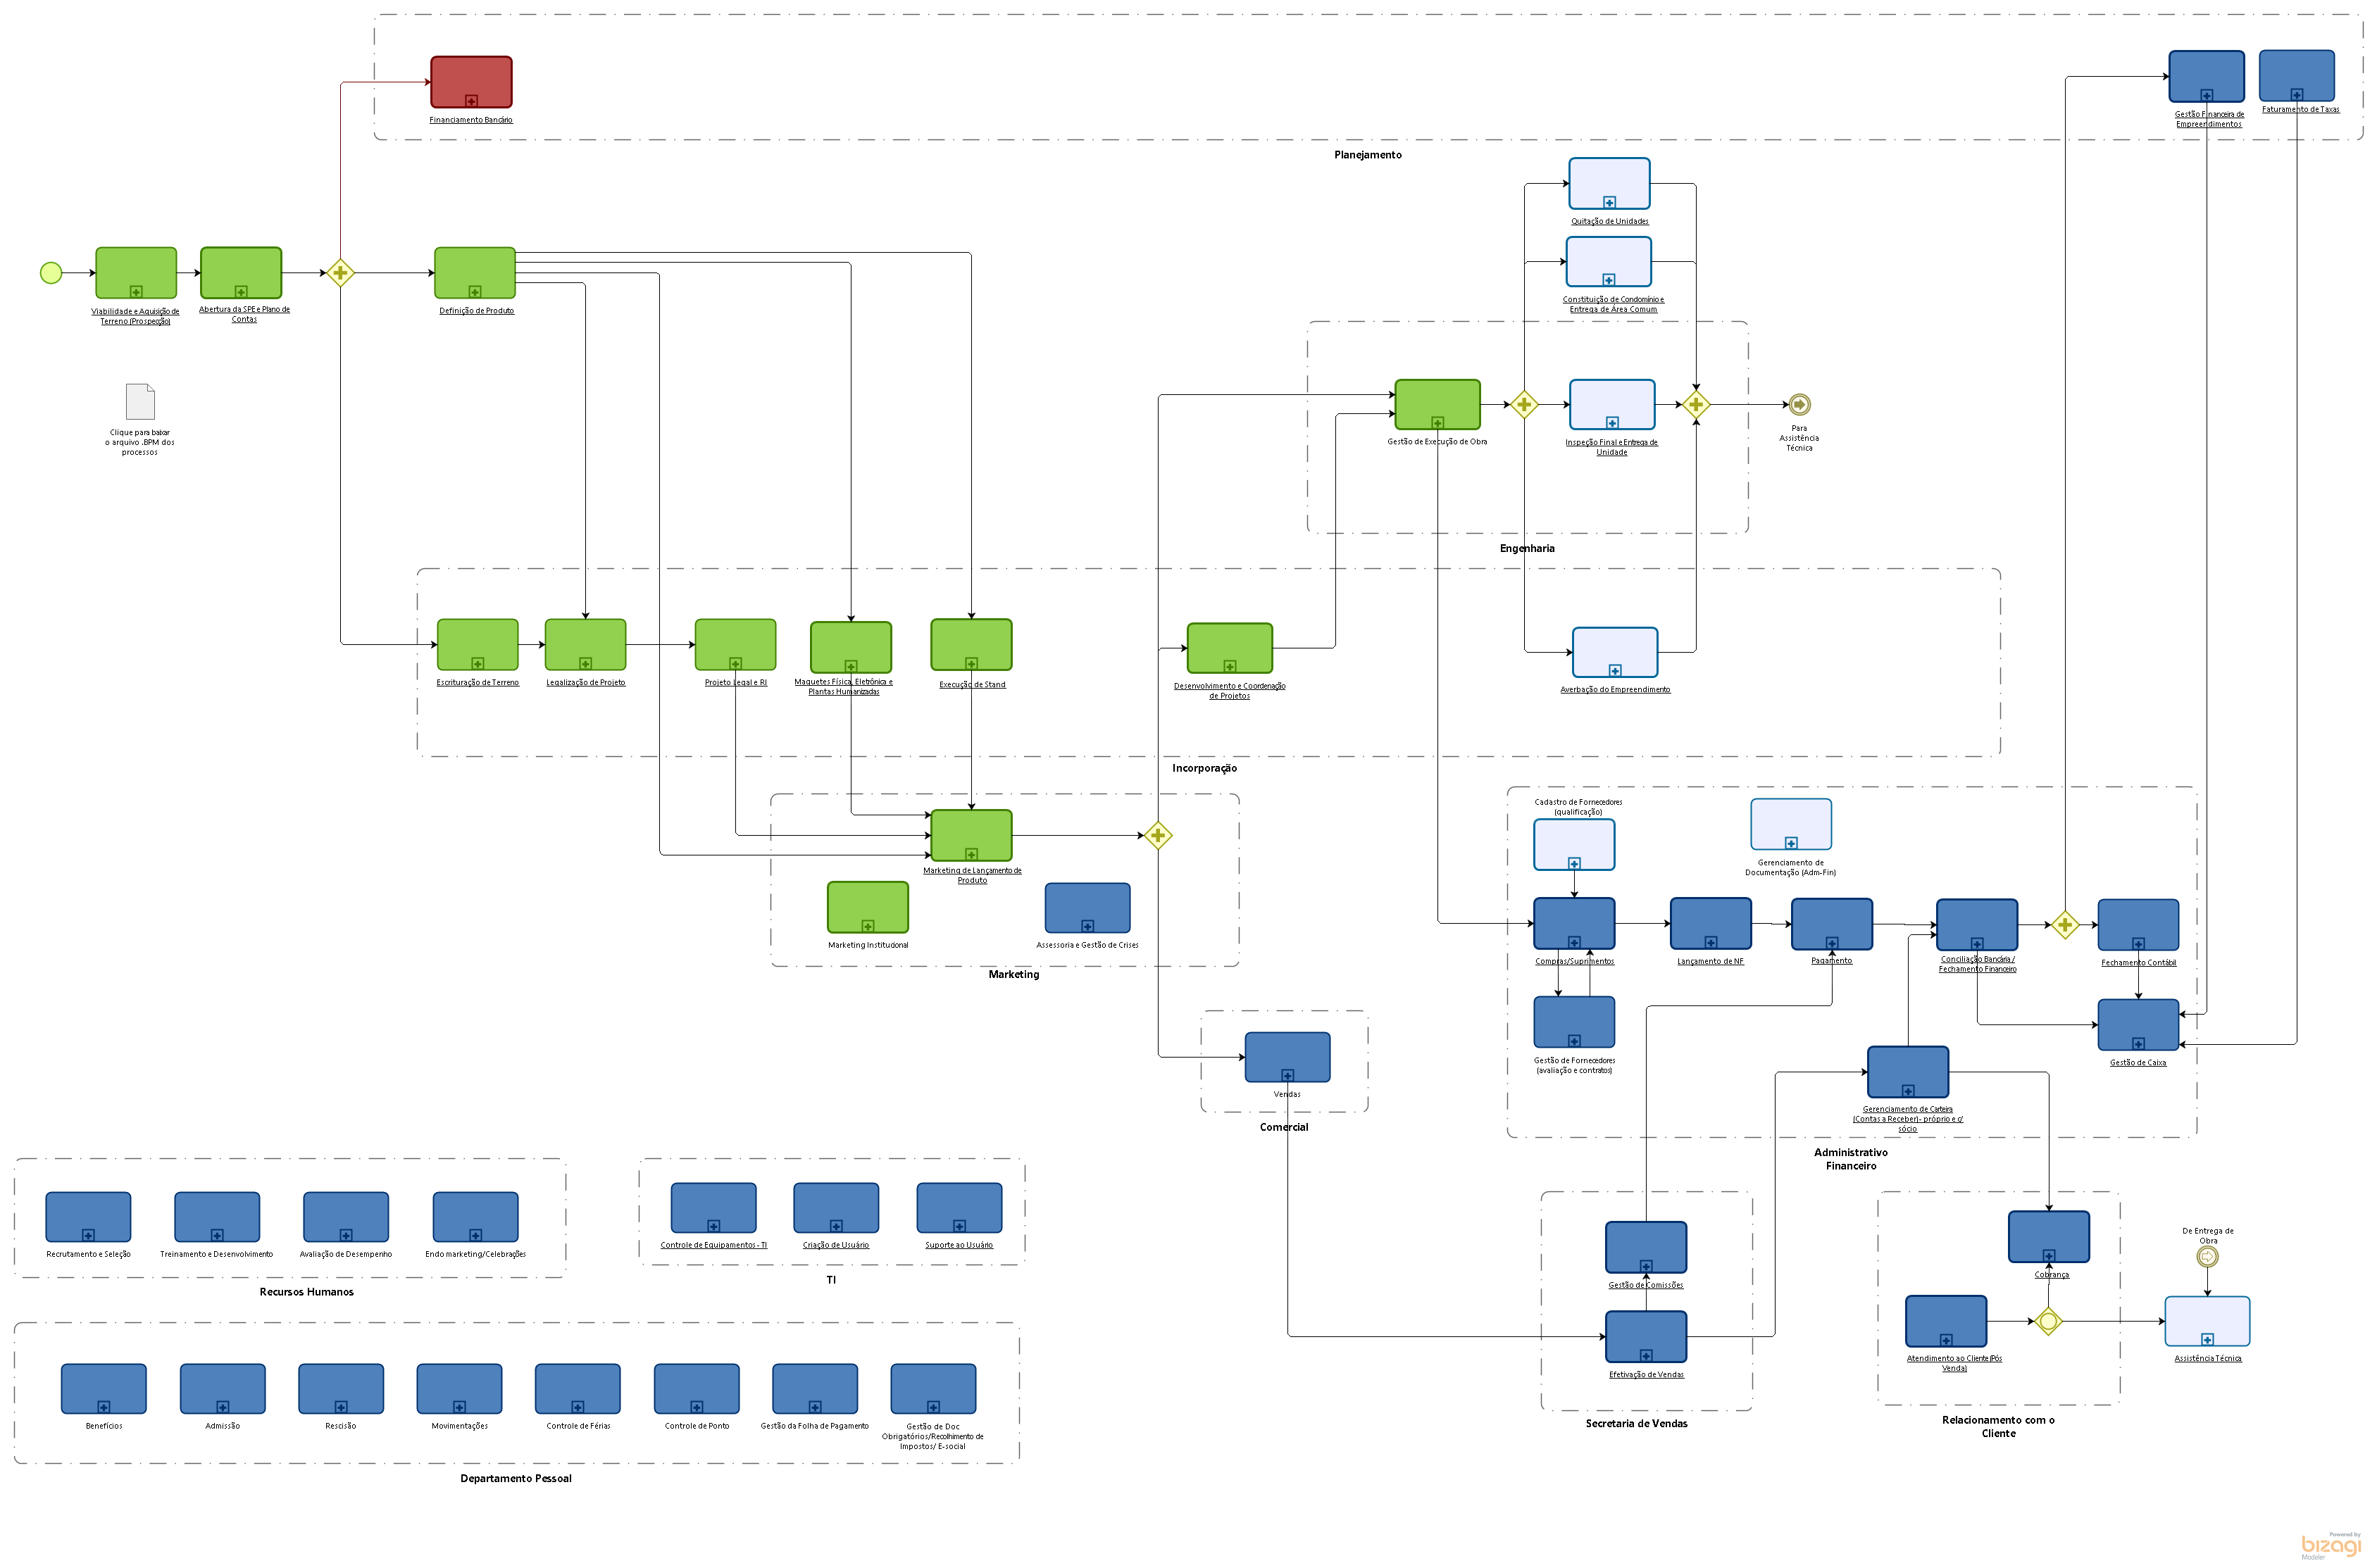 Financiamento Bancário
Gestão Financeira de
Empreendimentos
Faturamento de Taxas
Planejamento
Quitação de Unidades
Constituição de Condomínio e
Entrega de Área Comum
Viabilidade e Aquisição de
Terreno (Prospecção)
Abertura da SPE e Plano de
Contas
Definição de Produto
Clique para baixar
o arquivo .BPM dos
processos
Gestão de Execução de Obra
Inspeção Final e Entrega de
Unidade
Para
Assistência
Técnica
Engenharia
Escrituração de Terreno
Legalização de Projeto
Projeto Legal e RI
Maquetes Física, Eletrônica e
Plantas Humanizadas
Execução de Stand
Desenvolvimento e Coordenação
de Projetos
Averbação do Empreendimento
Incorporação
Marketing de Lançamento de
Produto
Marketing Institucional
Assessoria e Gestão de Crises
Marketing
Cadastro de Fornecedores
(qualificação)
Gerenciamento de
Documentação (Adm-Fin)
Compras/Suprimentos
Lançamento de NF
Pagamento
Conciliação Bancária /
Fechamento Financeiro
Fechamento Contábil
Gestão de Fornecedores
(avaliação e contratos)
Gestão de Caixa
Gerenciamento de Carteira
(Contas a Receber)- próprio e c/
sócio
Administrativo
Financeiro
Vendas
Comercial
Recrutamento e Seleção
Treinamento e Desenvolvimento
Avaliação de Desempenho
Endo marketing/Celebrações
Recursos Humanos
Controle de Equipamentos - TI
Criação de Usuário
Suporte ao Usuário
TI
Gestão de Comissões
Efetivação de Vendas
Secretaria de Vendas
Cobrança
De Entrega de
Obra
Atendimento ao Cliente (Pós
Venda)
Assistência Técnica
Relacionamento com o
Cliente
Benefícios
Admissão
Rescisão
Movimentações
Controle de Férias
Controle de Ponto
Gestão da Folha de Pagamento
Gestão de Doc
Obrigatórios/Recolhimento de
Impostos/ E-social
Departamento Pessoal
Powered by
bizagi
Modeler